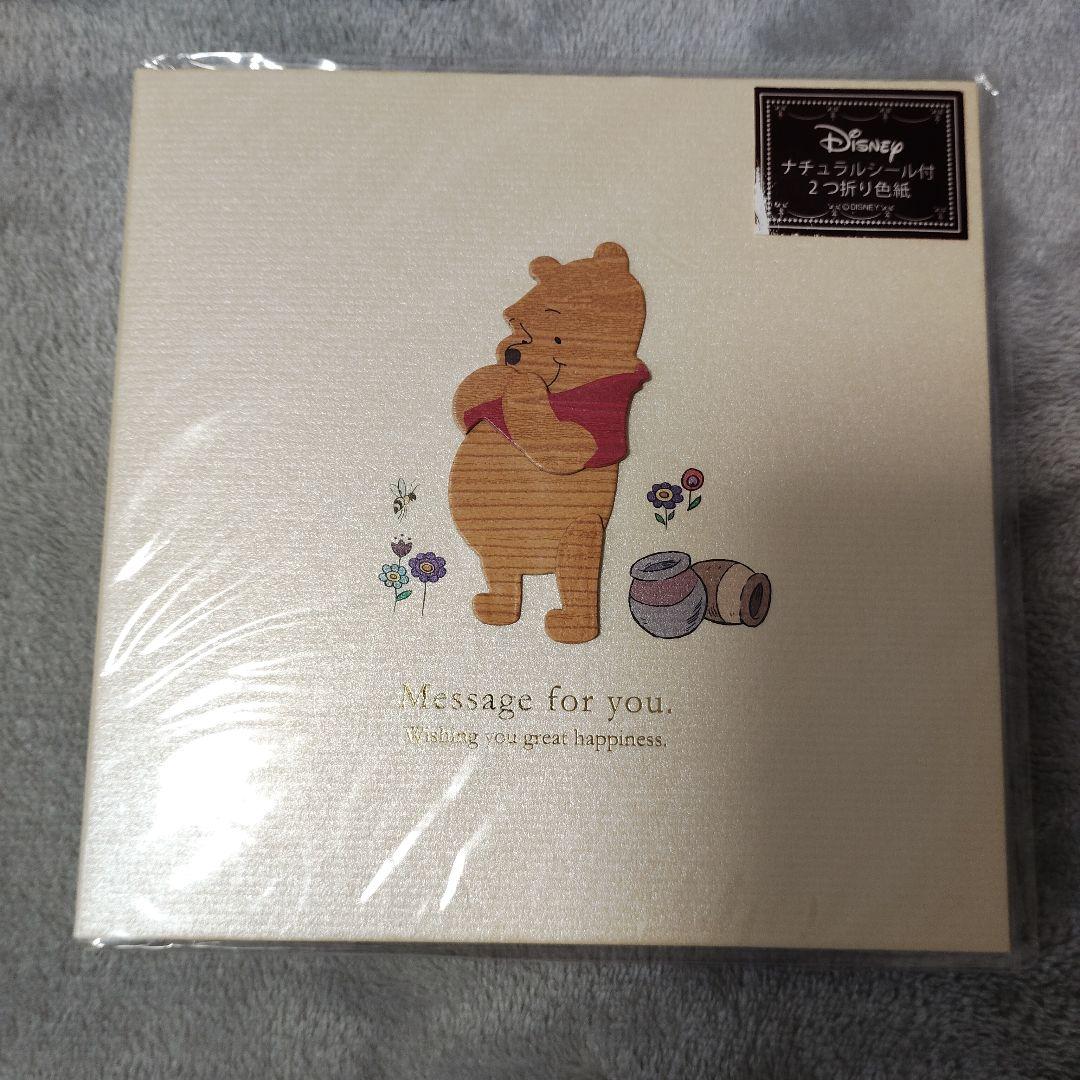 Disney
ナチュラルシール付
2つ折り色紙
©DISNEY
Message for you.
Wishing you great happiness.